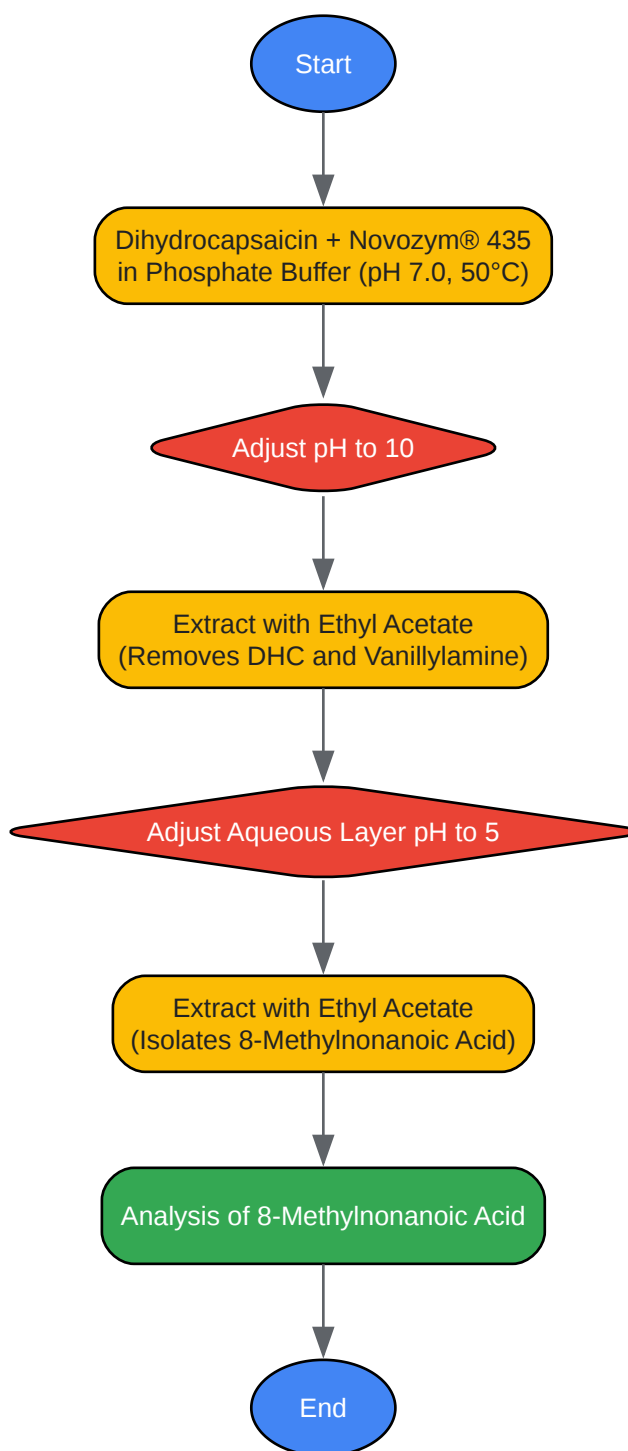 Start
Dihydrocapsaicin + Novozym® 435
in Phosphate Buffer (pH 7.0, 50°C)
Adjust pH to 10
Extract with Ethyl Acetate
(Removes DHC and Vanillylamine)
Adjust Aqueous Layer pH to 5
Extract with Ethyl Acetate
(Isolates 8-Methylnonanoic Acid)
Analysis of 8-Methylnonanoic Acid
End